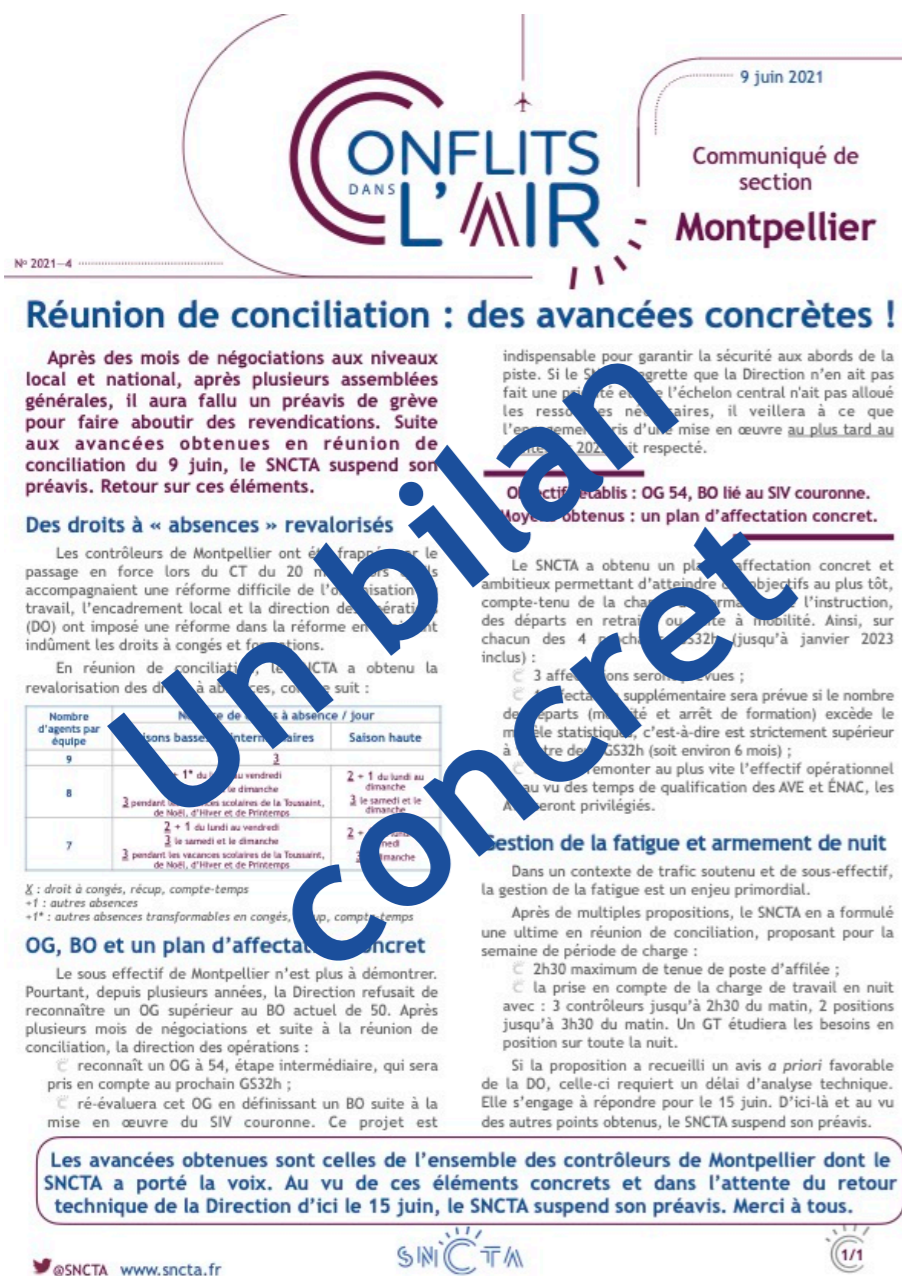 9 juin 2021
CONFLITS
DANS
L'AIR
Communiqué de
section
Montpellier
Nº 2021—4
Réunion de conciliation : des avancées concrètes !
Après des mois de négociations aux niveaux
local et national, après plusieurs assemblées
générales, il aura fallu un préavis de grève
pour faire aboutir des revendications. Suite
aux avancées obtenues en réunion de
conciliation du 9 juin, le SNCTA suspend son
préavis. Retour sur ces éléments.
Des droits à « absences » revalorisés
Les contrôleurs de Montpellier ont été frappés par le
passage en force lors du CT du 20
accompagnaient une réforme difficile de
travail, l'encadrement local et la direction des
(DO) ont imposé une réforme dans la réforme en
indûment les droits à congés et formations.
En réunion de conciliation, le SNCTA a obtenu la
revalorisation des droits à absences, comme suit :
Nombre
d'agents par
équipe
Nombre de droits à absence / jour
Saisons basses intermédiaires
Saison haute
9
3
8
1* du lundi au vendredi
le dimanche
3 pendant les vacances scolaires de la Toussaint,
de Noël, d'Hiver et de Printemps
2 + 1 du lundi au
dimanche
3 le samedi et le
dimanche
7
2 + 1 du lundi au vendredi
3 le samedi et le dimanche
3 pendant les vacances scolaires de la Toussaint,
de Noël, d'Hiver et de Printemps
2 +
dimanche
X : droit à congés, récup, compte-temps
+1 : autres absences
+1* : autres absences transformables en congés, récup, compte-temps
OG, BO et un plan d'affectation concret
Le sous effectif de Montpellier n'est plus à démontrer.
Pourtant, depuis plusieurs années, la Direction refusait de
reconnaître un OG supérieur au BO actuel de 50. Après
plusieurs mois de négociations et suite à la réunion de
conciliation, la direction des opérations :
reconnaît un OG à 54, étape intermédiaire, qui sera
pris en compte au prochain GS32h ;
ré-évaluera cet OG en définissant un BO suite à la
mise en œuvre du SIV couronne. Ce projet est
indispensable pour garantir la sécurité aux abords de la
piste. Si le SNCTA regrette que la Direction n'en ait pas
fait une priorité et que l'échelon central n'ait pas alloué
les ressources nécessaires, il veillera à ce que
l'engagement pris d'une mise en œuvre au plus tard au
soit respecté.
Objectifs établis : OG 54, BO lié au SIV couronne.
Moyens obtenus : un plan d'affectation concret.
Le SNCTA a obtenu un plan d'affectation concret et
ambitieux permettant d'atteindre objectifs au plus tôt,
compte-tenu de la l'instruction,
des départs en retraite ou à mobilité. Ainsi, sur
chacun des 4 prochains GS32h (jusqu'à janvier 2023
inclus) :
3 affectations seront prévues ;
supplémentaire sera prévue si le nombre
de départs (mobilité et arrêt de formation) excède le
modèle statistique, c'est-à-dire est strictement supérieur
à GS32h (soit environ 6 mois) ;
remonter au plus vite l'effectif opérationnel
au vu des temps de qualification des AVE et ÉNAC, les
seront privilégiés.
Gestion de la fatigue et armement de nuit
Dans un contexte de trafic soutenu et de sous-effectif,
la gestion de la fatigue est un enjeu primordial.
Après de multiples propositions, le SNCTA en a formulé
une ultime en réunion de conciliation, proposant pour la
semaine de période de charge :
2h30 maximum de tenue de poste d'affilée ;
la prise en compte de la charge de travail en nuit
avec : 3 contrôleurs jusqu'à 2h30 du matin, 2 positions
jusqu'à 3h30 du matin. Un GT étudiera les besoins en
position sur toute la nuit.
Si la proposition a recueilli un avis a priori favorable
de la DO, celle-ci requiert un délai d'analyse technique.
Elle s'engage à répondre pour le 15 juin. D'ici-là et au vu
des autres points obtenus, le SNCTA suspend son préavis.
Un bilan
concret
Les avancées obtenues sont celles de l'ensemble des contrôleurs de Montpellier dont le
SNCTA a porté la voix. Au vu de ces éléments concrets et dans l'attente du retour
technique de la Direction d'ici le 15 juin, le SNCTA suspend son préavis. Merci à tous.
@SNCTA www.sncta.fr
SNCTA
1/1